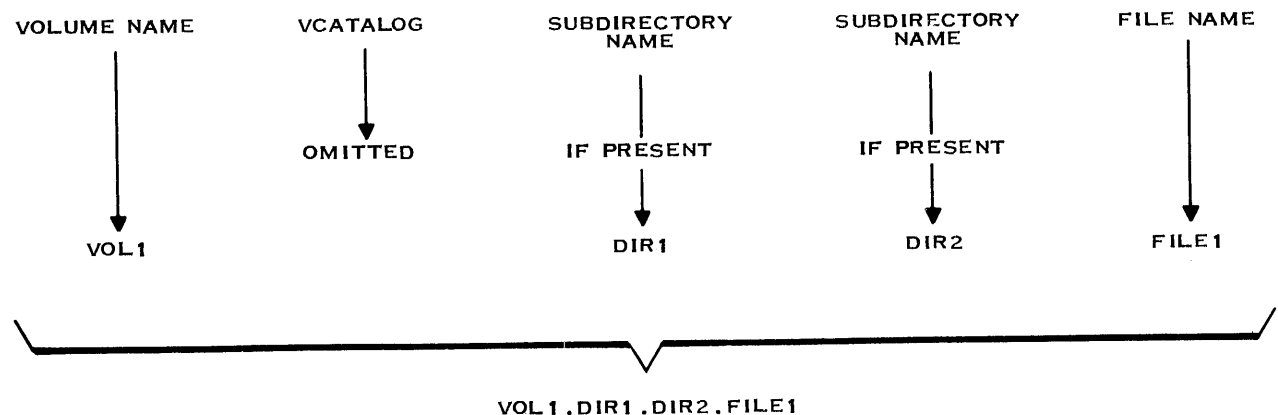 VOLUME NAME
VCATALOG
SUBDIRECTORY
NAME
SUBDIRECTORY
NAME
FILE NAME
OMITTED
IF PRESENT
IF PRESENT
VOL1
DIR1
DIR2
FILE1
VOL1.DIR1.DIR2.FILE1